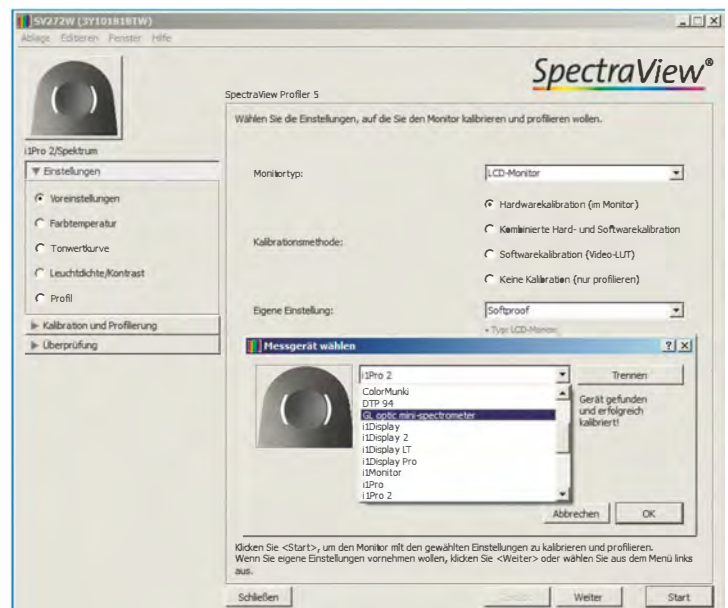 SV272W (3Y101818TW)
Ablage Editieren Fenster Hilfe
SpectraView®
SpectraView Profiler 5
Wählen Sie die Einstellungen, auf die Sie den Monitor kalibrieren und profilieren wollen.
i1Pro 2/Spektrum
Einstellungen
Voreinstellungen
Farbtemperatur
Tonwertkurve
Leuchtdichte/Kontrast
Profil
Kalibration und Profilierung
Überprüfung
Monitortyp:
LCD-Monitor
Kalibrationsmethode:
Hardwarekalibration (im Monitor)
Kombinierte Hard- und Softwarekalibration
Softwarekalibration (Video-LUT)
Keine Kalibration (nur profilieren)
Eigene Einstellung:
Softproof
• Typ: LCD-Monitor
Messgerät wählen
i1Pro 2
Trennen
ColorMunki
DTP 94
GL optic mini-spectrometer
i1Display
i1Display 2
i1Display LT
i1Display Pro
i1Monitor
i1Pro
i1Pro 2
Gerät gefunden
und erfolgreich
kalibriert!
Abbrechen
OK
Klicken Sie <Start>, um den Monitor mit den gewählten Einstellungen zu kalibrieren und profilieren.
Wenn Sie eigene Einstellungen vornehmen wollen, klicken Sie <Weiter> oder wählen Sie aus dem Menü links
aus.
Schließen
Weiter
Start